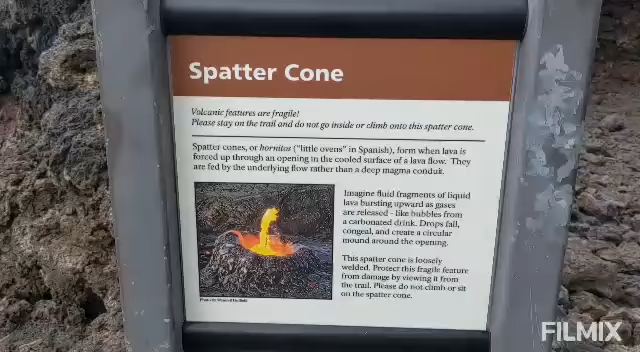 Spatter Cone
Volcanic features are fragile!
Please stay on the trail and do not go inside or climb onto this spatter cone.
Spatter cones, or hornitos ("little ovens" in Spanish), form when lava is
forced up through an opening in the cooled surface of a lava flow. They
are fed by the underlying flow rather than a deep magma conduit.
Imagine fluid fragments of liquid
lava bursting upward as gases
are released - like bubbles from
a carbonated drink. Drops fall,
congeal, and create a circular
mound around the opening.
This spatter cone is loosely
welded. Protect this fragile feature
from damage by viewing it from
the trail. Please do not climb or sit
on the spatter cone.
FILMIX